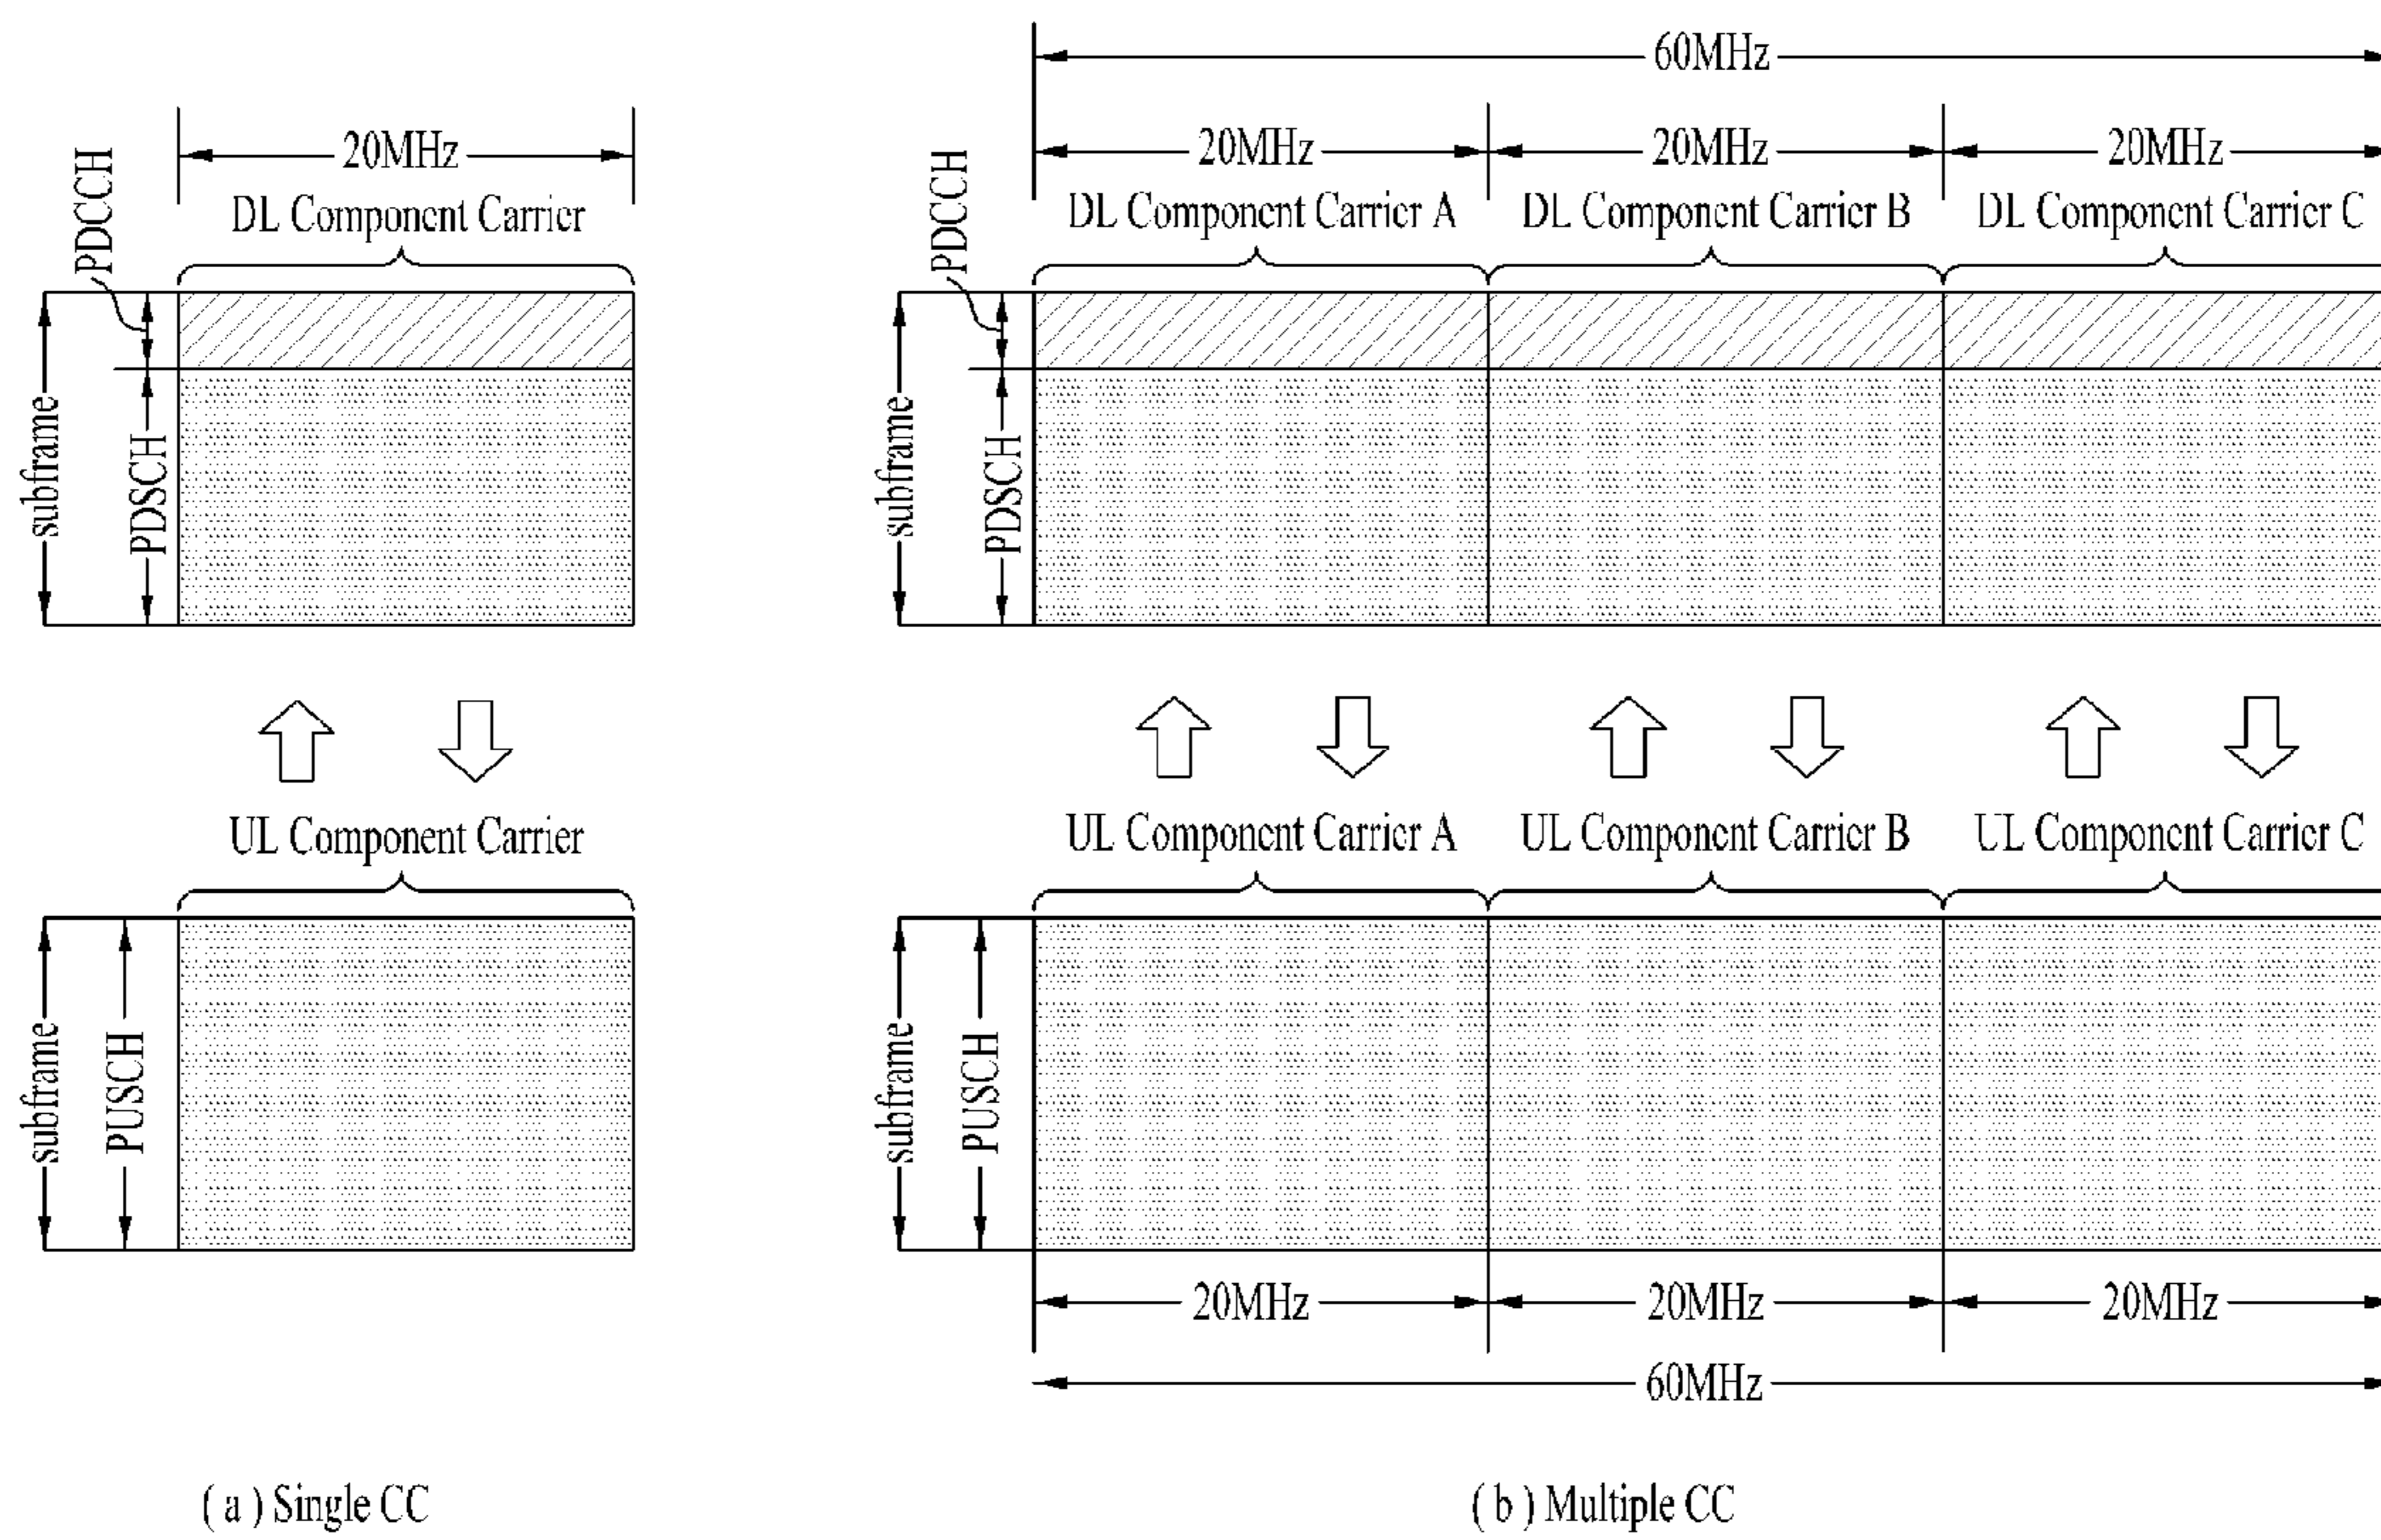 20MHz
DL Component Carrier
PDCCH
subframe
PDSCH
UL Component Carrier
subframe
PUSCH
( a ) Single CC
60MHz
20MHz 20MHz 20MHz
DL Component Carrier A DL Component Carrier B DL Component Carrier C
PDCCH
subframe
PDSCH
UL Component Carrier A UL Component Carrier B UL Component Carrier C
subframe
PUSCH
20MHz 20MHz 20MHz
60MHz
( b ) Multiple CC